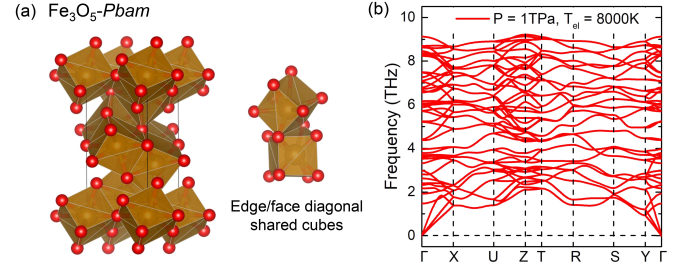 (a) Fe₃O₅-Pbam
Edge/face diagonal
shared cubes
(b)
P = 1TPa, Tₑₗ = 8000K
Frequency (THz)
10
8
6
4
2
0
Γ X U Z T R S Y Γ